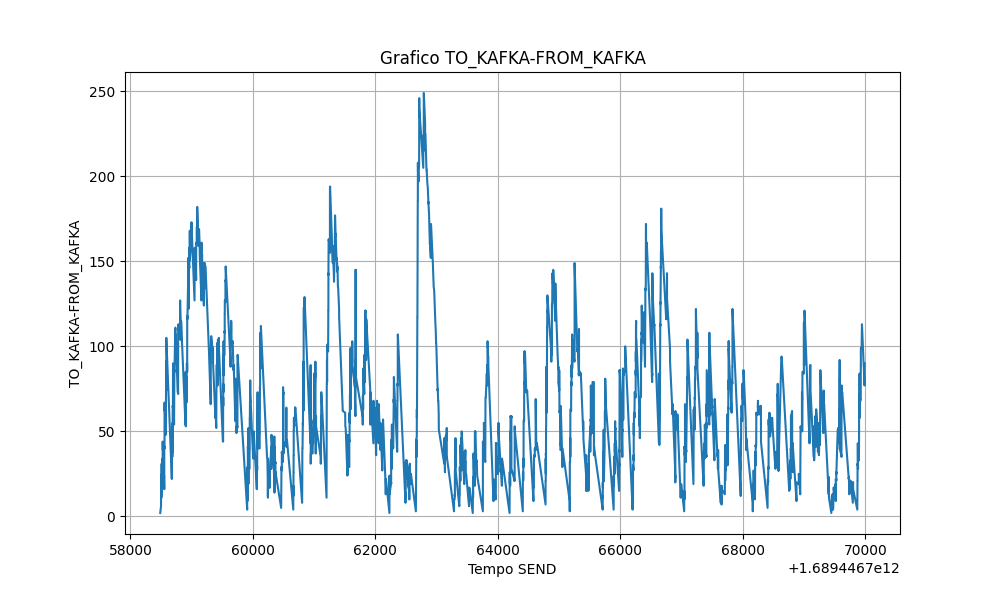 Grafico TO_KAFKA-FROM_KAFKA
TO_KAFKA-FROM_KAFKA
250
200
150
100
50
0
58000 60000 62000 64000 66000 68000 70000
Tempo SEND
+1.6894467e12